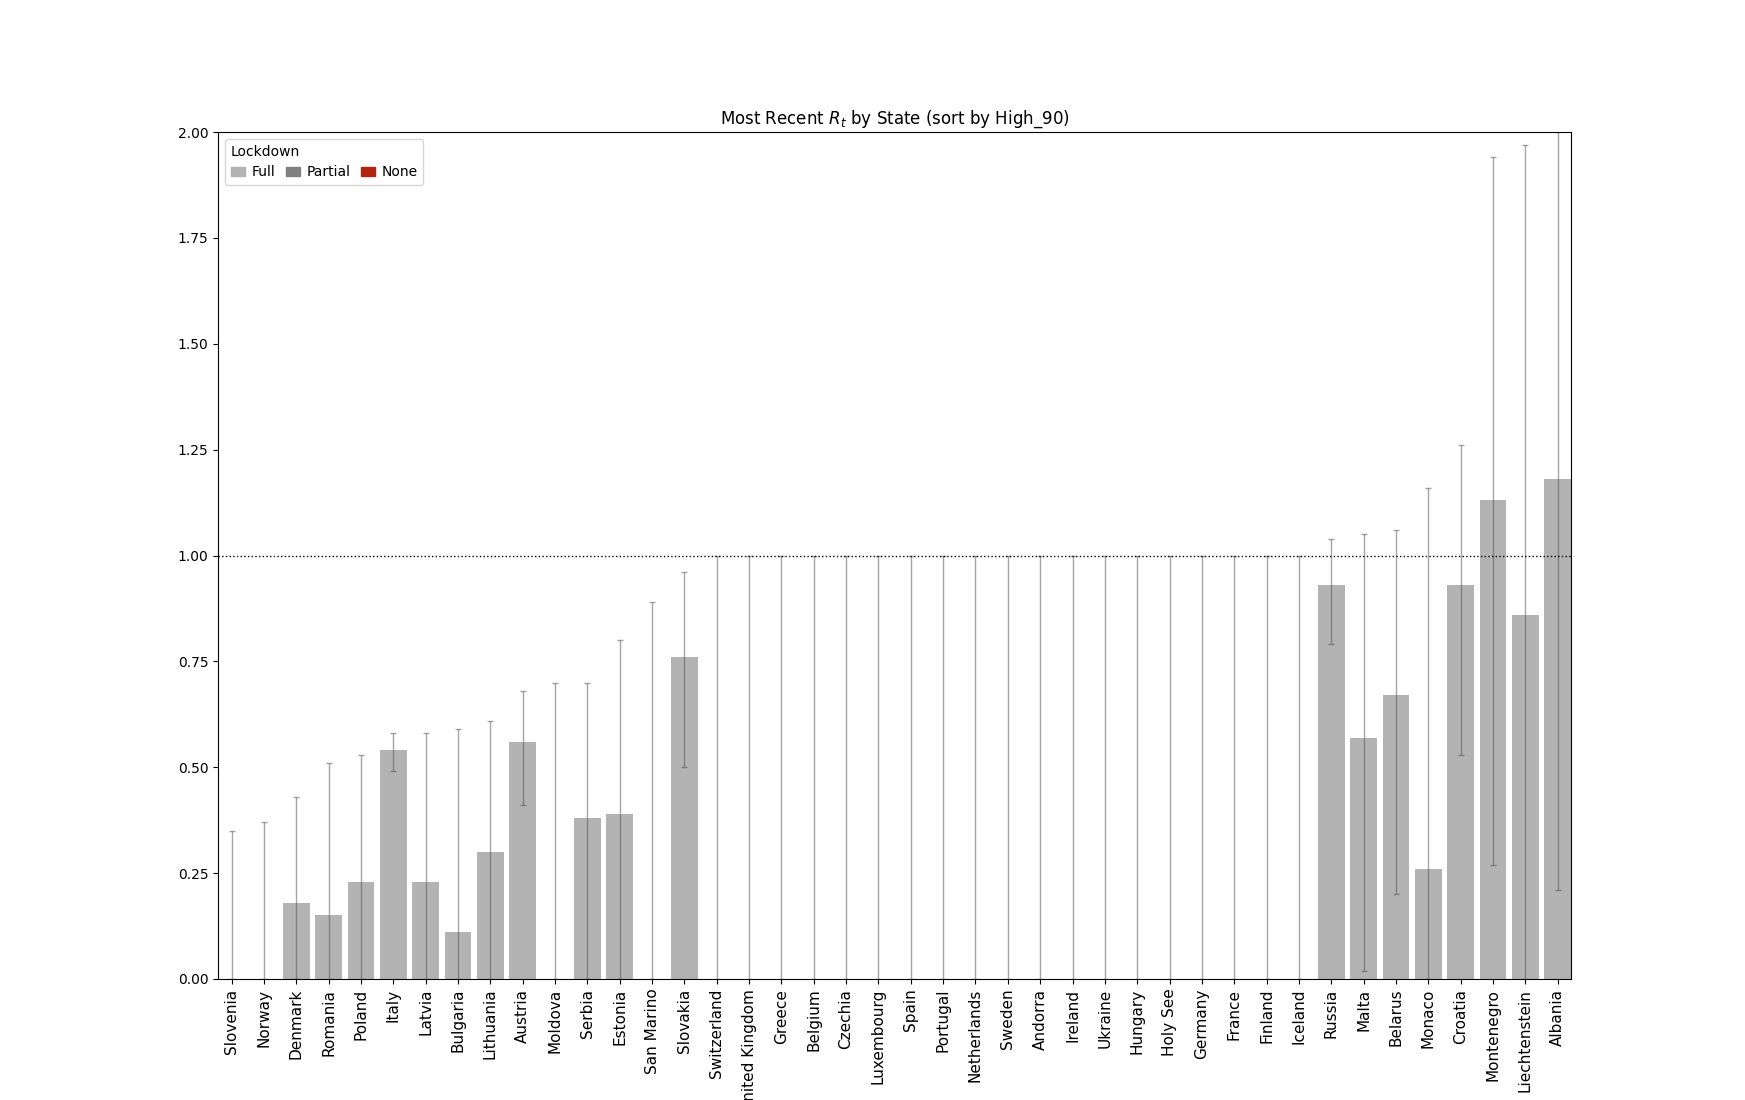 Most Recent R_t by State (sort by High_90)
Lockdown
Full Partial None
2.00
1.75
1.50
1.25
1.00
0.75
0.50
0.25
0.00
Slovenia
Norway
Denmark
Romania
Poland
Italy
Latvia
Bulgaria
Lithuania
Austria
Moldova
Serbia
Estonia
San Marino
Slovakia
Switzerland
nited Kingdom
Greece
Belgium
Czechia
Luxembourg
Spain
Portugal
Netherlands
Sweden
Andorra
Ireland
Ukraine
Hungary
Holy See
Germany
France
Finland
Iceland
Russia
Malta
Belarus
Monaco
Croatia
Montenegro
Liechtenstein
Albania